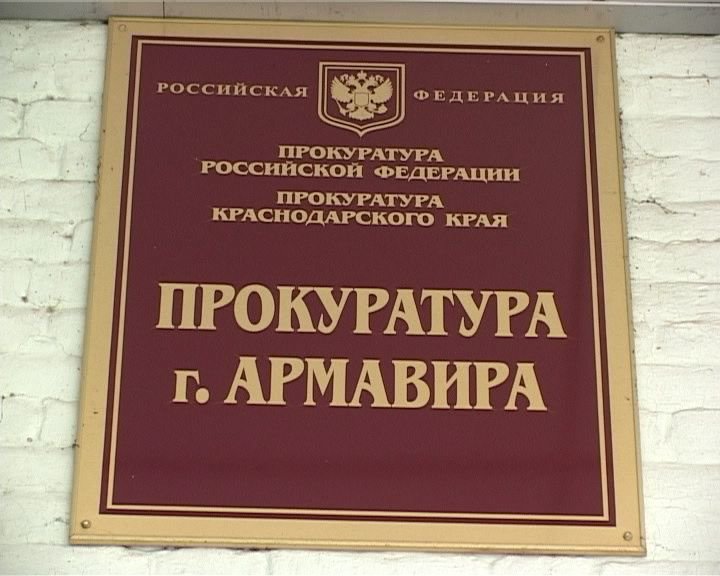 РОССИЙСКАЯ ФЕДЕРАЦИЯ
ПРОКУРАТУРА
РОССИЙСКОЙ ФЕДЕРАЦИИ
ПРОКУРАТУРА
КРАСНОДАРСКОГО КРАЯ
ПРОКУРАТУРА
г. АРМАВИРА